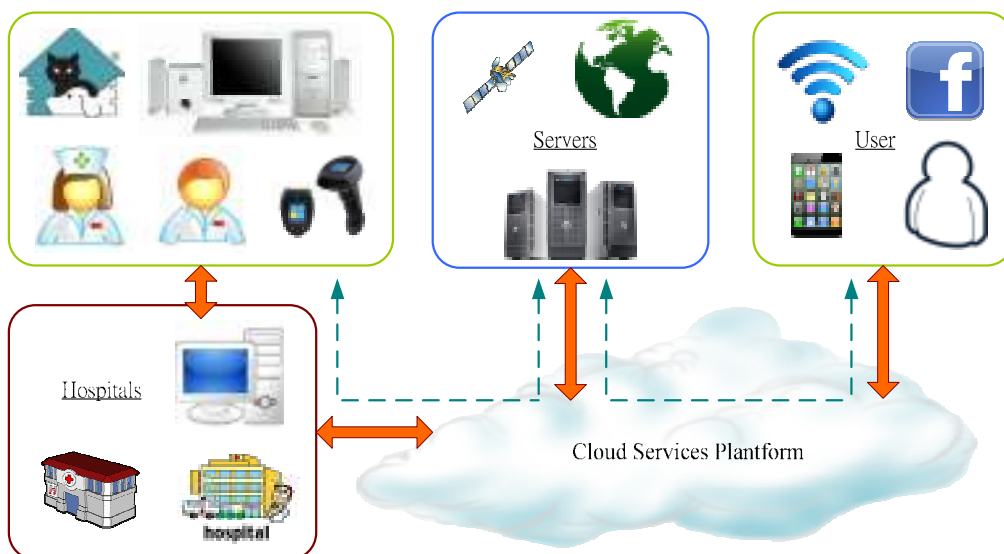 Servers
User
f
Hospitals
Cloud Services Plantform
hospital